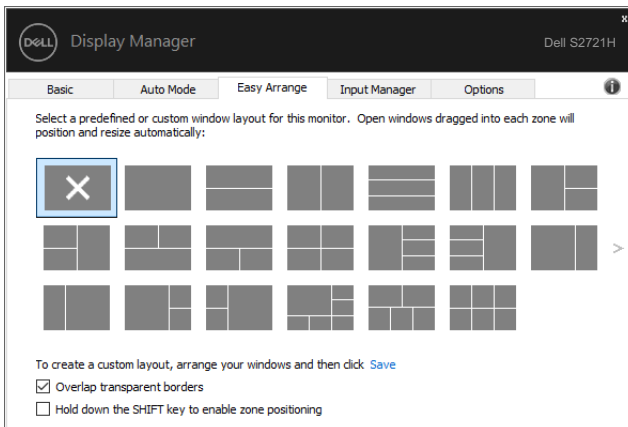 x
DELL Display Manager Dell S2721H
Basic Auto Mode Easy Arrange Input Manager Options i
Select a predefined or custom window layout for this monitor. Open windows dragged into each zone will
position and resize automatically:
>
To create a custom layout, arrange your windows and then click Save
Overlap transparent borders
Hold down the SHIFT key to enable zone positioning